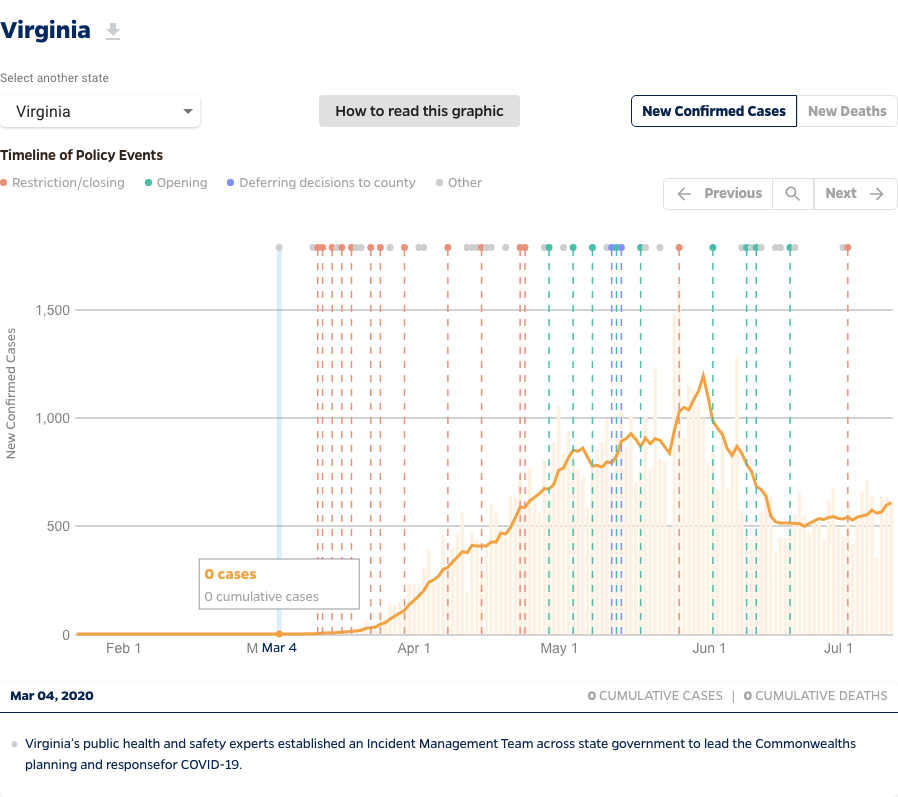 Virginia
Select another state
Virginia
How to read this graphic
New Confirmed Cases
New Deaths
Timeline of Policy Events
Restriction/closing
Opening
Deferring decisions to county
Other
Previous
Next
New Confirmed Cases
1,500
1,000
500
0
0 cases
0 cumulative cases
Feb 1
M
Mar 4
Apr 1
May 1
Jun 1
Jul 1
Mar 04, 2020
0 CUMULATIVE CASES | 0 CUMULATIVE DEATHS
Virginia's public health and safety experts established an Incident Management Team across state government to lead the Commonwealths
planning and responsefor COVID-19.